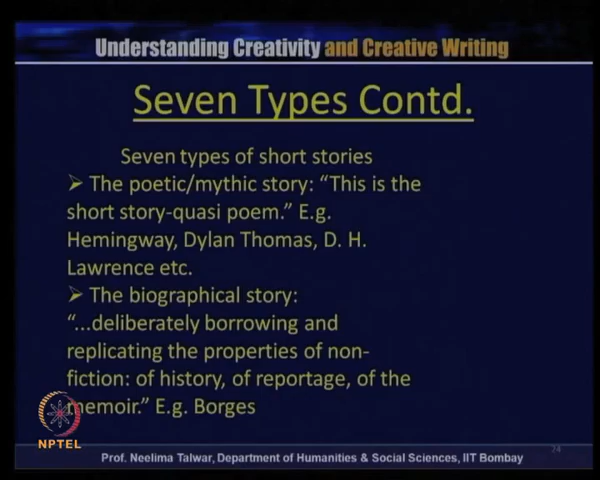 Understanding Creativity and Creative Writing
Seven Types Contd.
Seven types of short stories
➢ The poetic/mythic story: “This is the
short story-quasi poem.” E.g.
Hemingway, Dylan Thomas, D. H.
Lawrence etc.
➢ The biographical story:
“...deliberately borrowing and
replicating the properties of non-
fiction: of history, of reportage, of the
memoir.” E.g. Borges
NPTEL
24
Prof. Neelima Talwar, Department of Humanities & Social Sciences, IIT Bombay